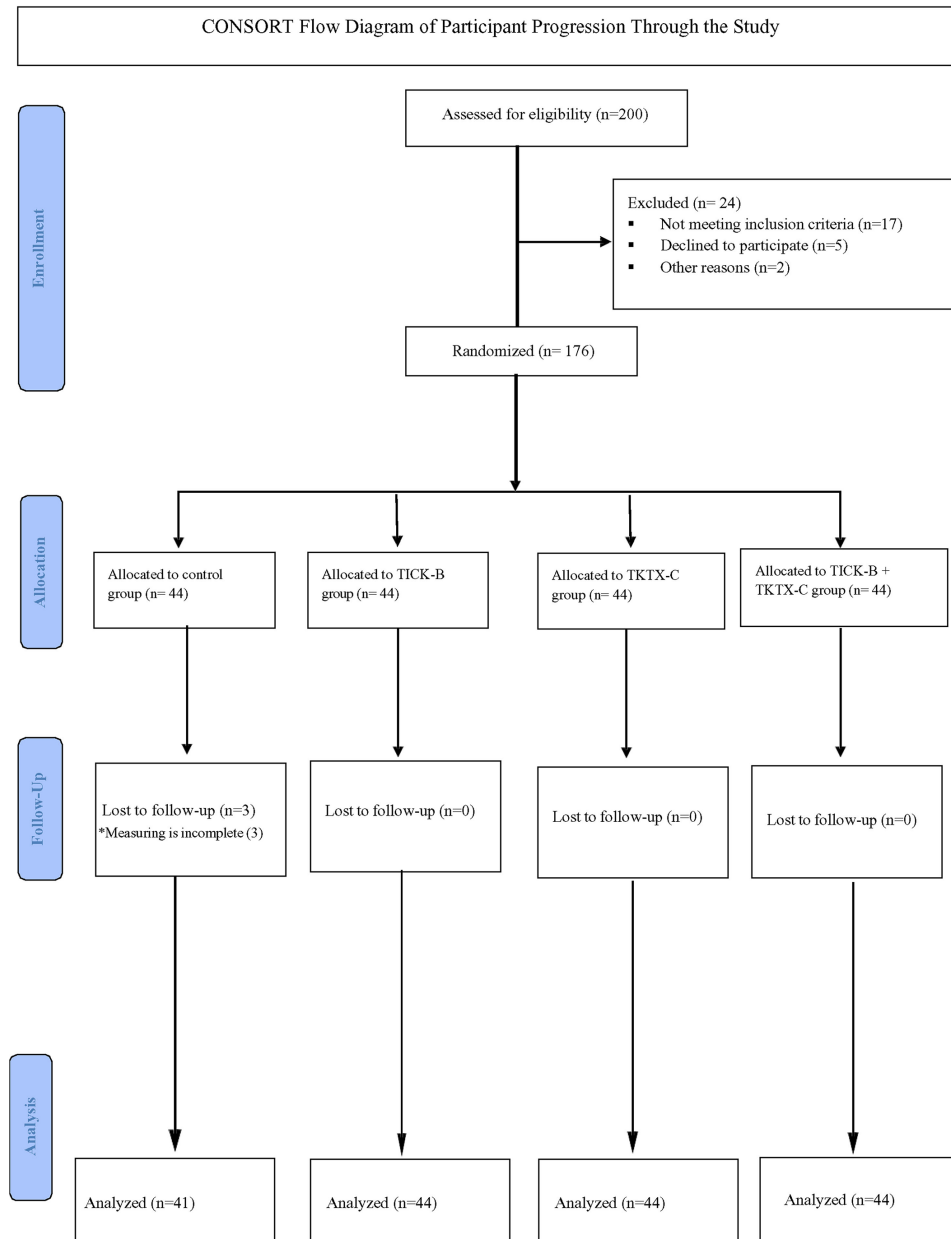 CONSORT Flow Diagram of Participant Progression Through the Study
Enrollment
Assessed for eligibility (n=200)
Excluded (n= 24)
▪ Not meeting inclusion criteria (n=17)
▪ Declined to participate (n=5)
▪ Other reasons (n=2)
Randomized (n= 176)
Allocation
Allocated to control
group (n= 44)
Allocated to TICK-B
group (n= 44)
Allocated to TKTX-C
group (n= 44)
Allocated to TICK-B +
TKTX-C group (n= 44)
Follow-Up
Lost to follow-up (n=3)
*Measuring is incomplete (3)
Lost to follow-up (n=0)
Lost to follow-up (n=0)
Lost to follow-up (n=0)
Analysis
Analyzed (n=41)
Analyzed (n=44)
Analyzed (n=44)
Analyzed (n=44)